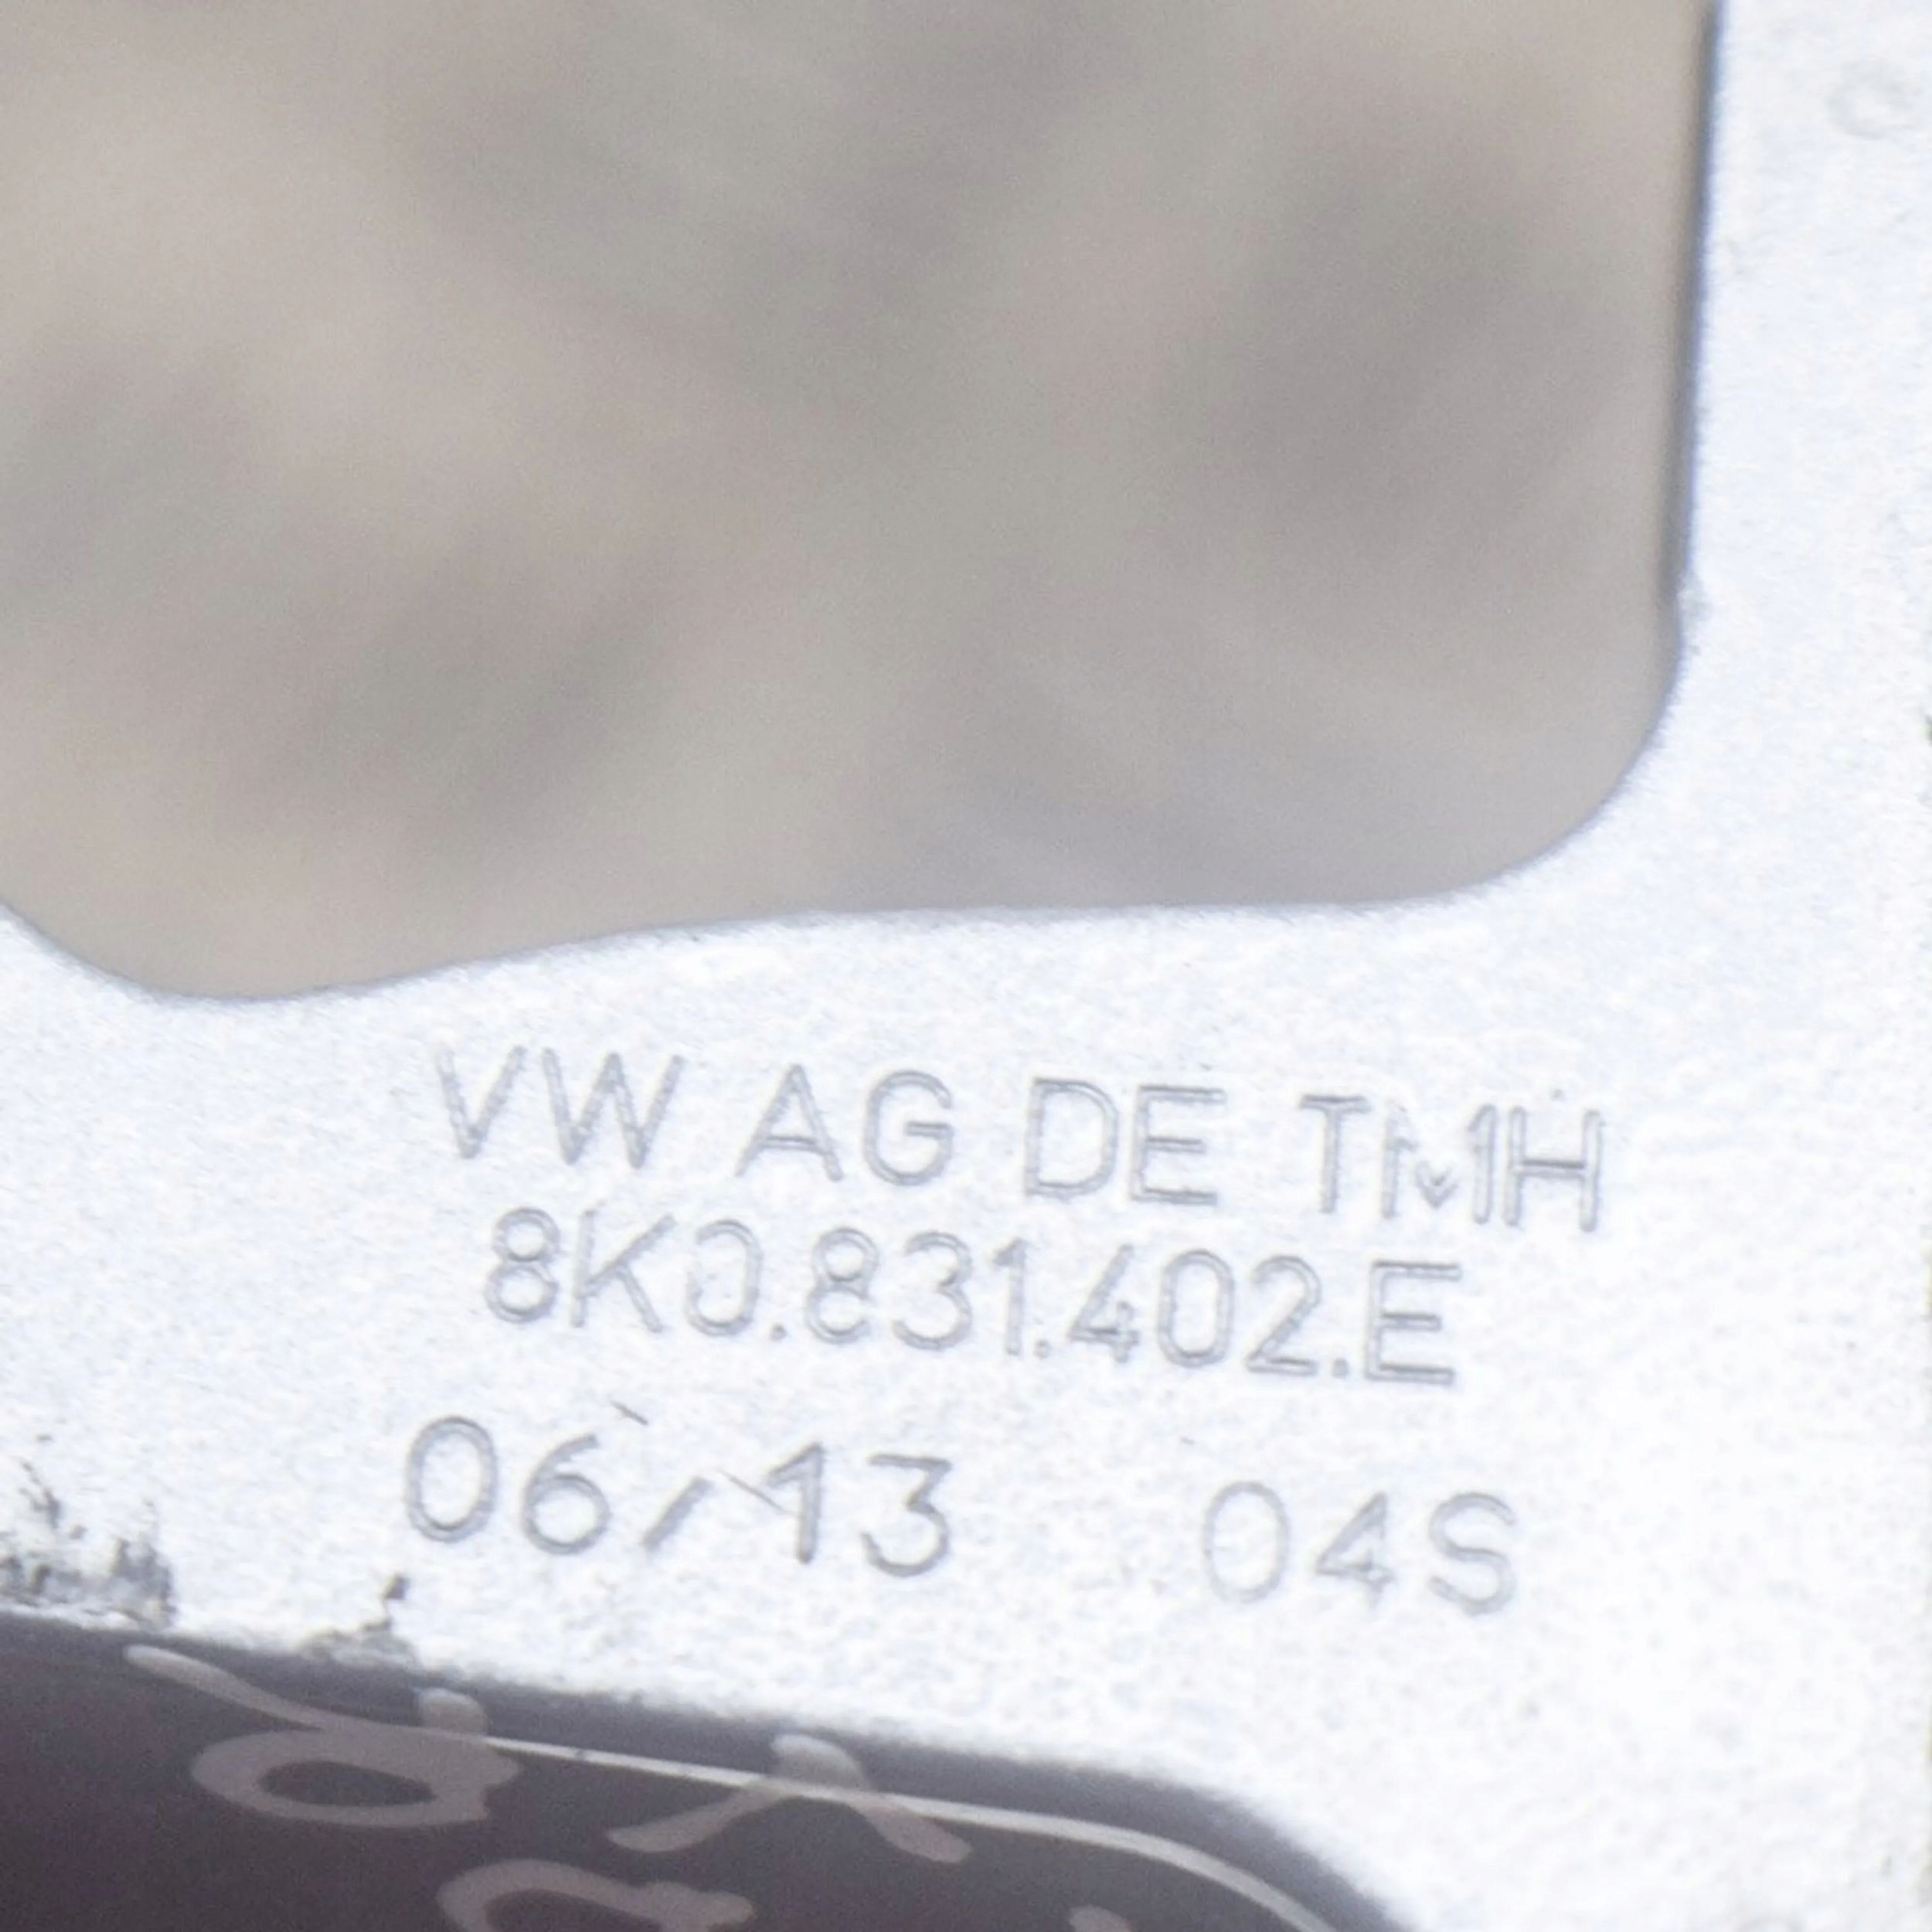 VW AG DE TMH
8K0.831.402.E
06/13 04S